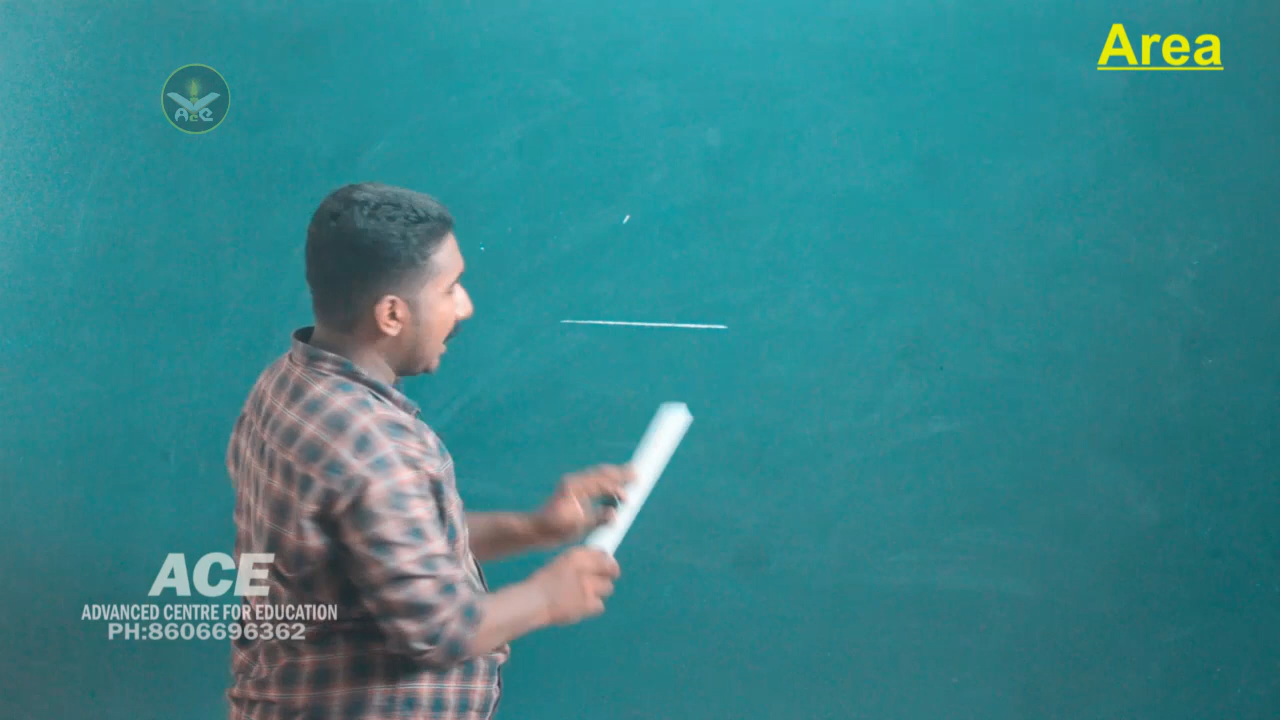 Area
AcE
ACE
ADVANCED CENTRE FOR EDUCATION
PH:8606696362